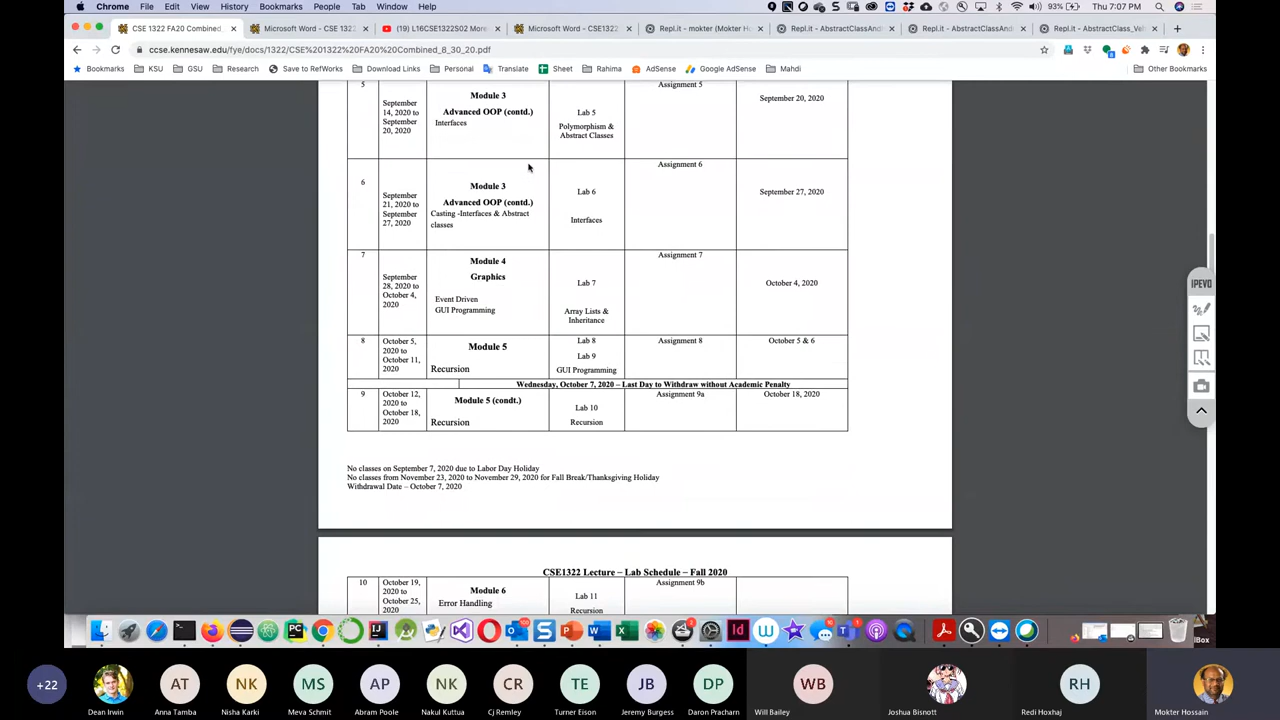 Chrome File Edit View History Bookmarks People Tab Window Help 93% Thu 7:07 PM
CSE 1322 FA20 Combined_ Microsoft Word - CSE 1322 (19) L16CSE1322S02 More Microsoft Word - CSE1322 Repl.it - mokter (Mokter Ho Repl.it - AbstractClassAnd Repl.it - AbstractClassAn Repl.it - AbstractClass_Veh
ccse.kennesaw.edu/fye/docs/1322/CSE%201322%20FA20%20Combined_8_30_20.pdf
Bookmarks KSU GSU Research Save to RefWorks Download Links Personal Translate Sheet Rahima AdSense Google AdSense Mahdi Other Bookmarks
5 September 14, 2020 to September 20, 2020
Module 3
Advanced OOP (contd.)
Interfaces
Lab 5
Polymorphism & Abstract Classes
Assignment 5
September 20, 2020
6 September 21, 2020 to September 27, 2020
Module 3
Advanced OOP (contd.)
Casting -Interfaces & Abstract classes
Lab 6
Interfaces
Assignment 6
September 27, 2020
7 September 28, 2020 to October 4, 2020
Module 4
Graphics
Event Driven
GUI Programming
Lab 7
Array Lists & Inheritance
Assignment 7
October 4, 2020
8 October 5, 2020 to October 11, 2020
Module 5
Recursion
Lab 8
Lab 9
GUI Programming
Assignment 8
October 5 & 6
Wednesday, October 7, 2020 – Last Day to Withdraw without Academic Penalty
9 October 12, 2020 to October 18, 2020
Module 5 (condt.)
Recursion
Lab 10
Recursion
Assignment 9a
October 18, 2020
No classes on September 7, 2020 due to Labor Day Holiday
No classes from November 23, 2020 to November 29, 2020 for Fall Break/Thanksgiving Holiday
Withdrawal Date – October 7, 2020
CSE1322 Lecture – Lab Schedule – Fall 2020
10 October 19, 2020 to October 25, 2020
Module 6
Error Handling
Lab 11
Recursion
Assignment 9b
IPEVO
+22 AT NK MS AP NK CR TE JB DP WB RH
Dean Irwin Anna Tamba Nisha Karki Meva Schmit Abram Poole Nakul Kuttua Cj Remley Turner Eison Jeremy Burgess Daron Pracharn Will Bailey Joshua Bisnott Redi Hoxhaj Mokter Hossain